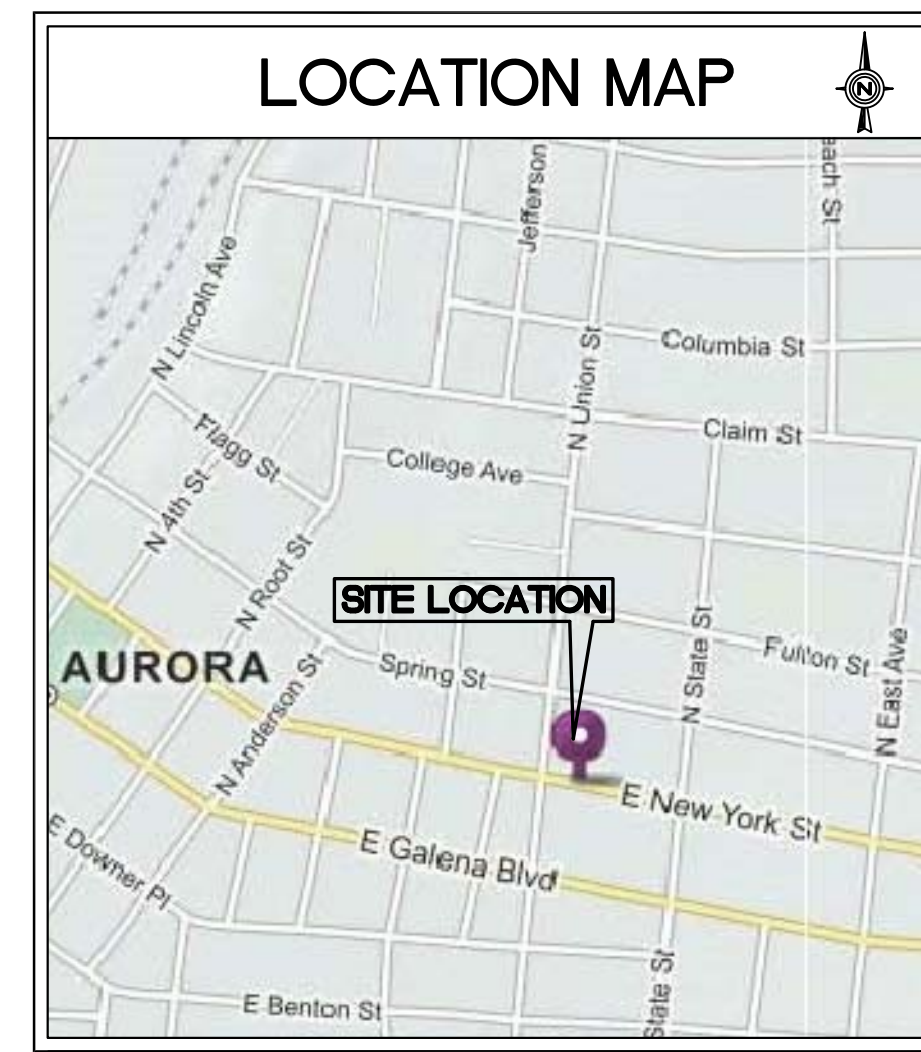 LOCATION MAP
N
Jefferson
each St
N Lincoln Ave
Columbia St
N Union St
Claim St
Flagg St
College Ave
N 4th St
N Root St
SITE LOCATION
Fulton St
N State St
N East Ave
AURORA
Spring St
N Anderson St
E New York St
E Galena Blvd
E Downer Pl
State St
E Benton St